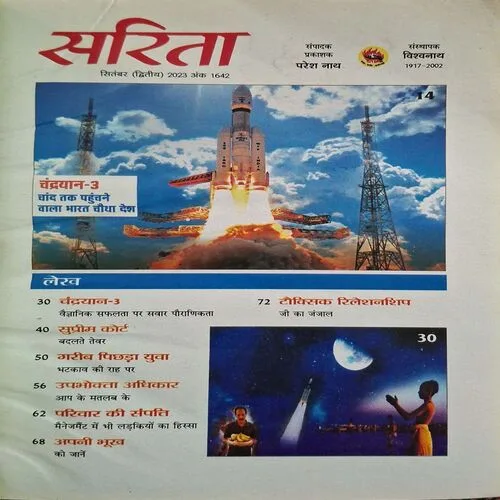 सरिता
सितंबर (द्वितीय) 2023 अंक 1642
संपादक
प्रकाशक
परेश नाथ
संस्थापक
विश्वनाथ
1917-2002
14
चंद्रयान-3
चांद तक पहुंचने
वाला भारत चौथा देश
लेख
30 चंद्रयान-3
वैज्ञानिक सफलता पर सवार पौराणिकता
40 सुप्रीम कोर्ट
बदलते तेवर
50 गरीब पिछड़ा युवा
भटकाव की राह पर
56 उपभोक्ता अधिकार
आप के मतलब के
62 परिवार की संपत्ति
मैनेजमैंट में भी लड़कियों का हिस्सा
68 अपनी भूख
को जानें
72 टौक्सिक रिलेशनशिप
जी का जंजाल
30